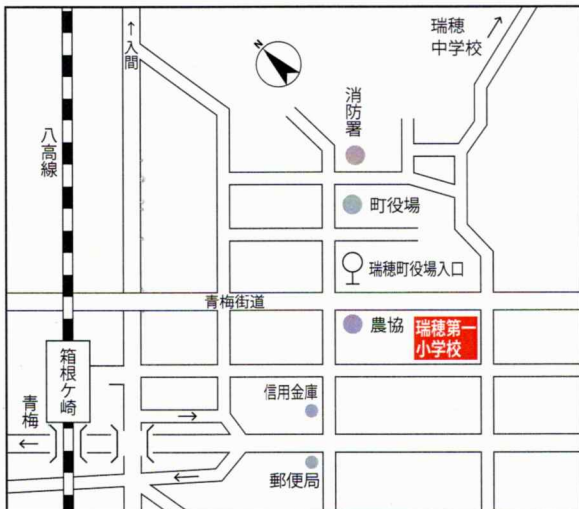 瑞穂
中学校
↑入間
N
消防署
八高線
町役場
瑞穂町役場入口
青梅街道
農協
瑞穂第一
小学校
箱根ケ崎
信用金庫
青梅
郵便局